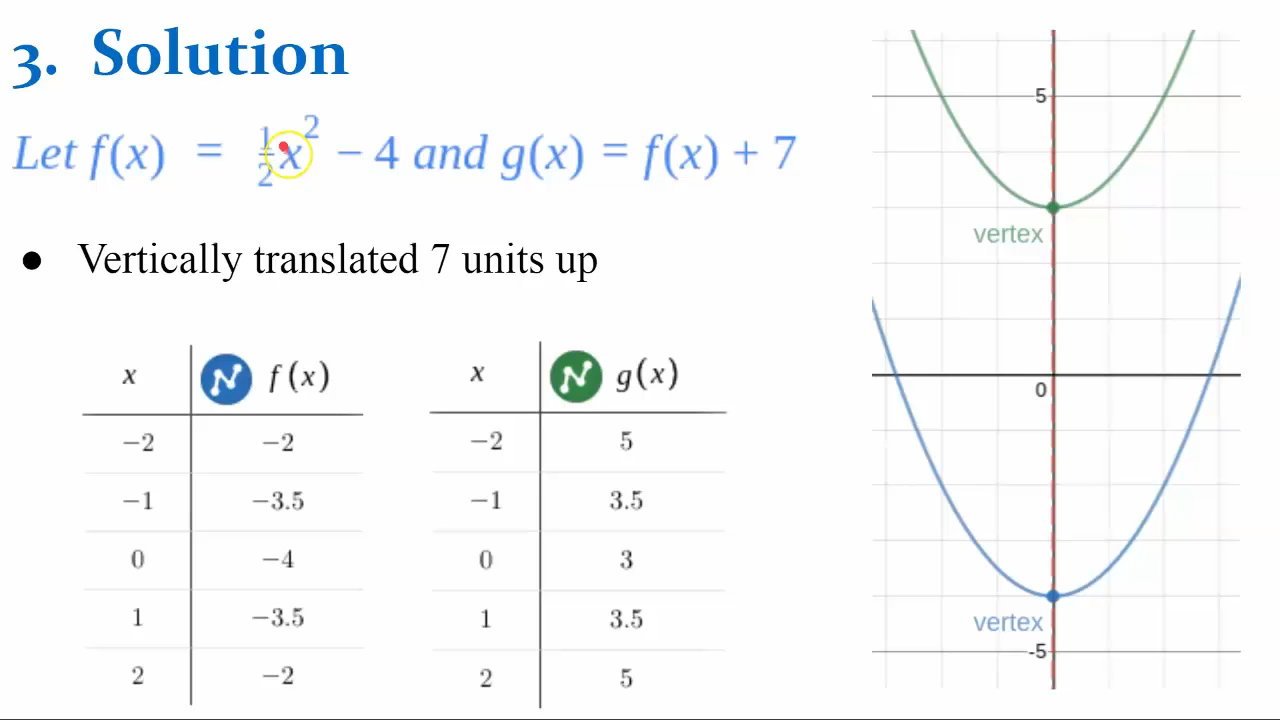 3. Solution
Let f(x) = 1/2 x² − 4 and g(x) = f(x) + 7
● Vertically translated 7 units up
x f(x)
−2 −2
−1 −3.5
0 −4
1 −3.5
2 −2
x g(x)
−2 5
−1 3.5
0 3
1 3.5
2 5
5
vertex
0
vertex
-5